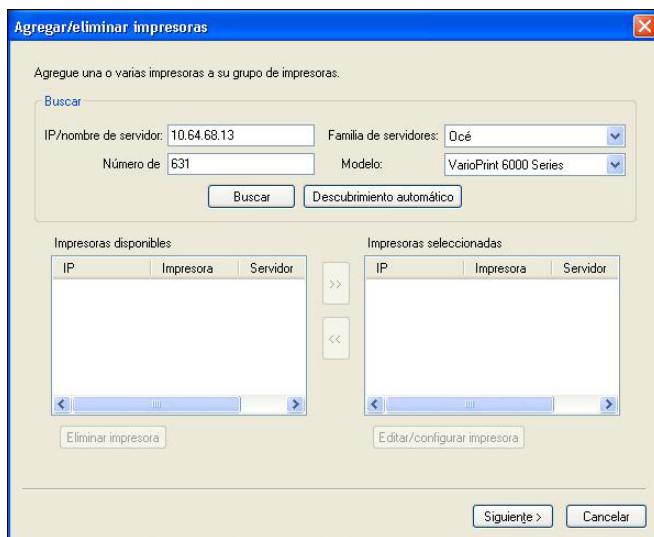 Agregar/eliminar impresoras
Agregue una o varias impresoras a su grupo de impresoras.
Buscar
IP/nombre de servidor: 10.64.68.13 Familia de servidores: Océ
Número de 631 Modelo: VarioPrint 6000 Series
Buscar Descubrimiento automático
Impresoras disponibles Impresoras seleccionadas
IP Impresora Servidor IP Impresora Servidor
>>
<<
Eliminar impresora Editar/configurar impresora
Siguiente > Cancelar